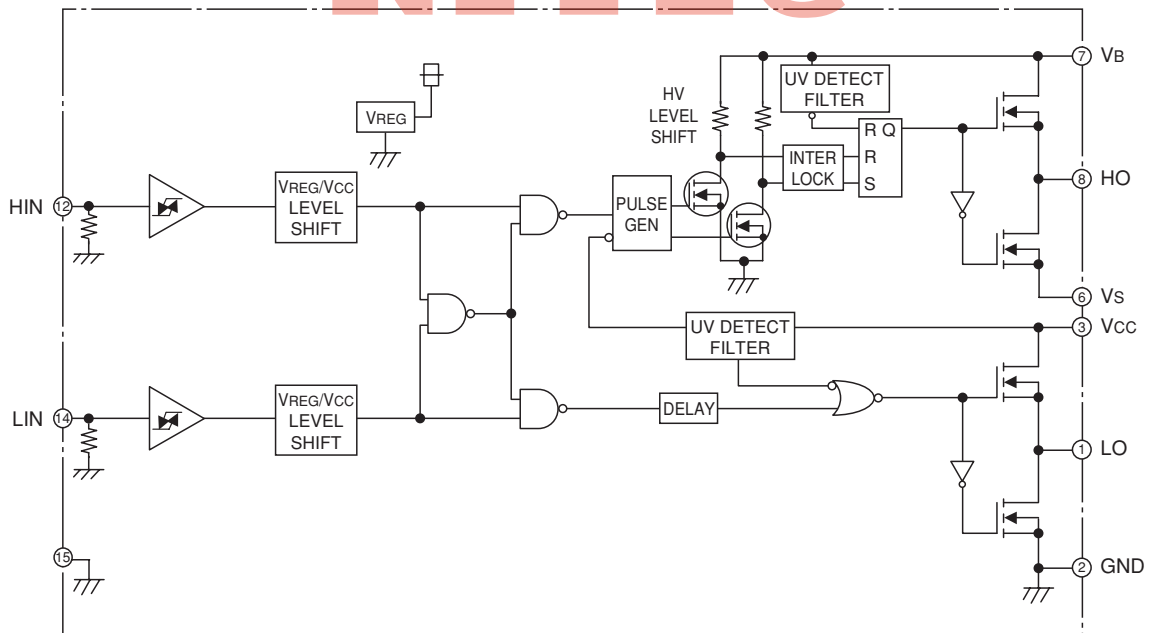 7 VB
UV DETECT
FILTER
HV
LEVEL
SHIFT
VREG
R Q
R
S
INTER
LOCK
HIN 12
VREG/VCC
LEVEL
SHIFT
PULSE
GEN
8 HO
6 VS
3 VCC
UV DETECT
FILTER
LIN 14
VREG/VCC
LEVEL
SHIFT
DELAY
1 LO
15
2 GND